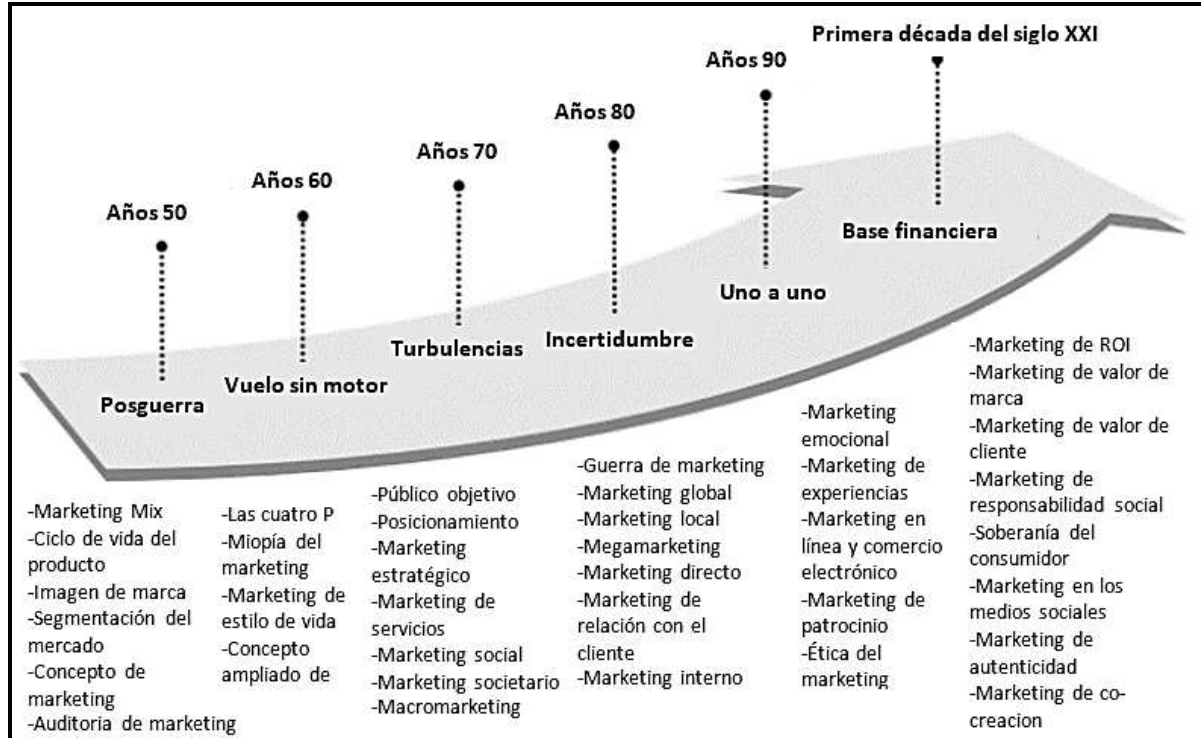 Años 50
Años 60
Años 70
Años 80
Años 90
Primera década del siglo XXI
Posguerra
Vuelo sin motor
Turbulencias
Incertidumbre
Uno a uno
Base financiera
-Marketing Mix
-Ciclo de vida del
producto
-Imagen de marca
-Segmentación del
mercado
-Concepto de
marketing
-Auditoria de marketing
-Las cuatro P
-Miopía del
marketing
-Marketing de
estilo de vida
-Concepto
ampliado de
-Público objetivo
-Posicionamiento
-Marketing
estratégico
-Marketing de
servicios
-Marketing social
-Marketing societario
-Macromarketing
-Guerra de marketing
-Marketing global
-Marketing local
-Megamarketing
-Marketing directo
-Marketing de
relación con el
cliente
-Marketing interno
-Marketing
emocional
-Marketing de
experiencias
-Marketing en
línea y comercio
electrónico
-Marketing de
patrocinio
-Ética del
marketing
-Marketing de ROI
-Marketing de valor de
marca
-Marketing de valor de
cliente
-Marketing de
responsabilidad social
-Soberanía del
consumidor
-Marketing en los
medios sociales
-Marketing de
autenticidad
-Marketing de co-
creacion